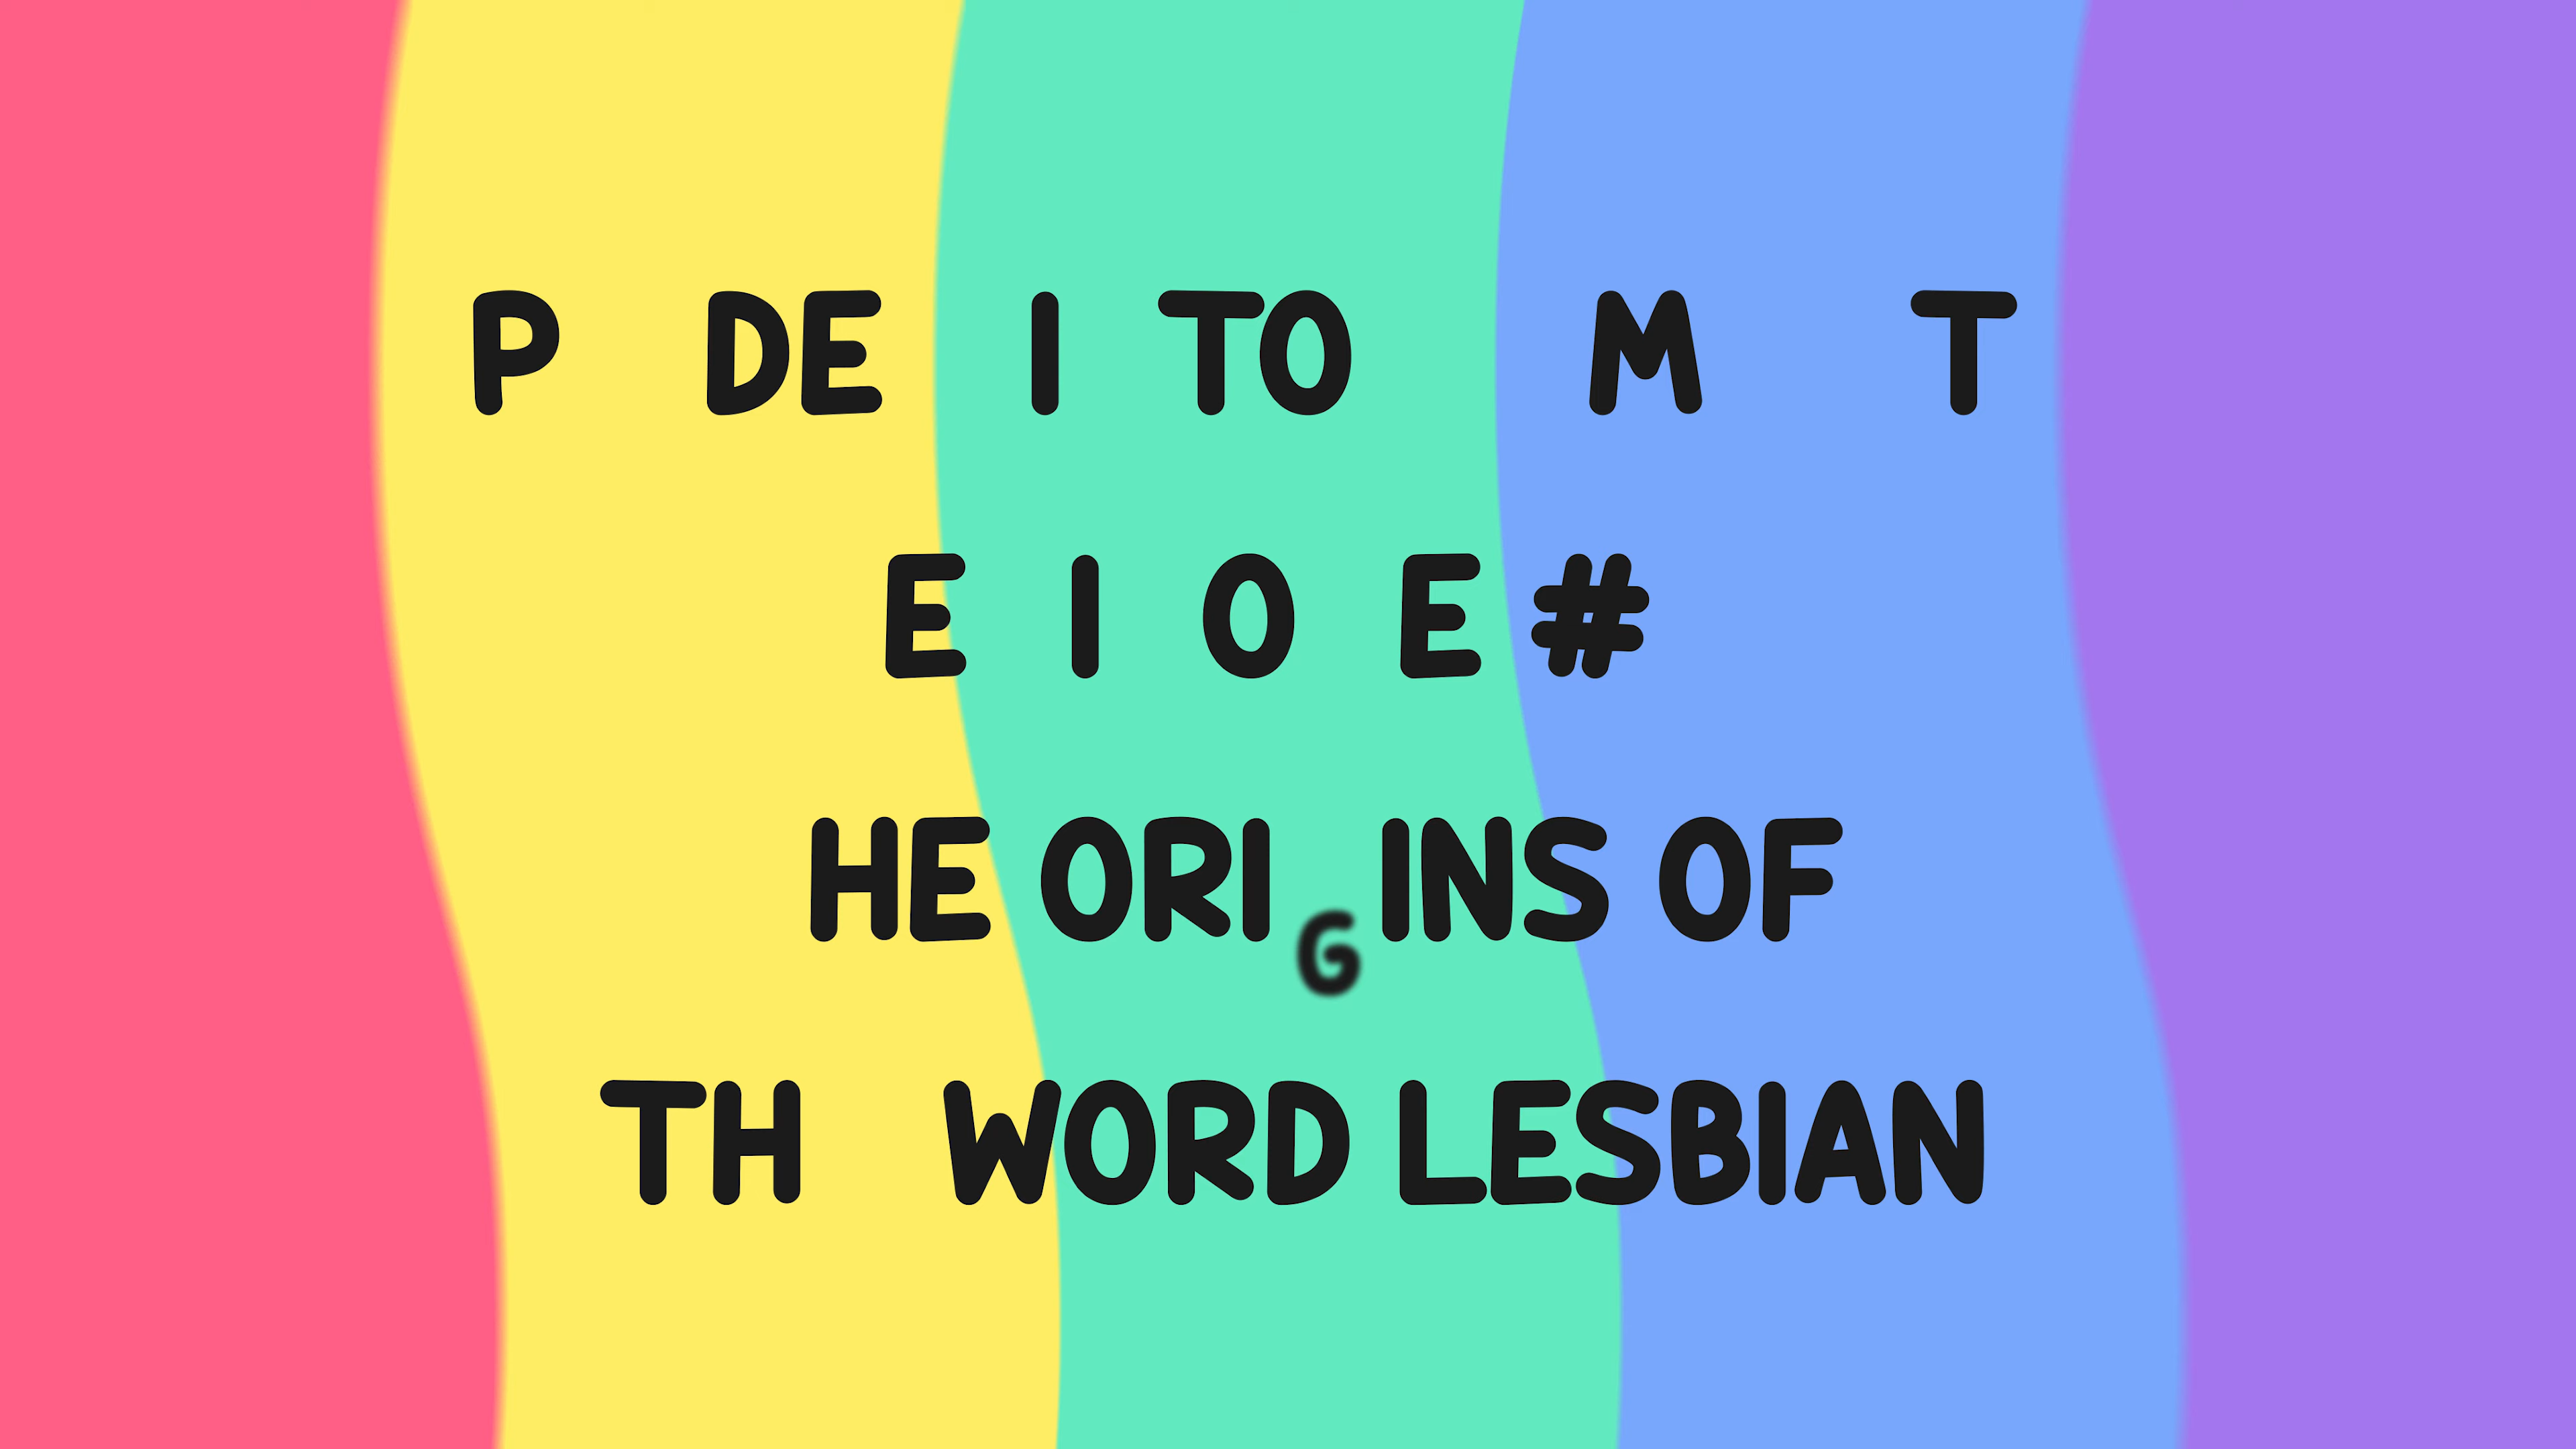 P DE I TO M T
E I O E #
HE ORIGINS OF
TH WORD LESBIAN